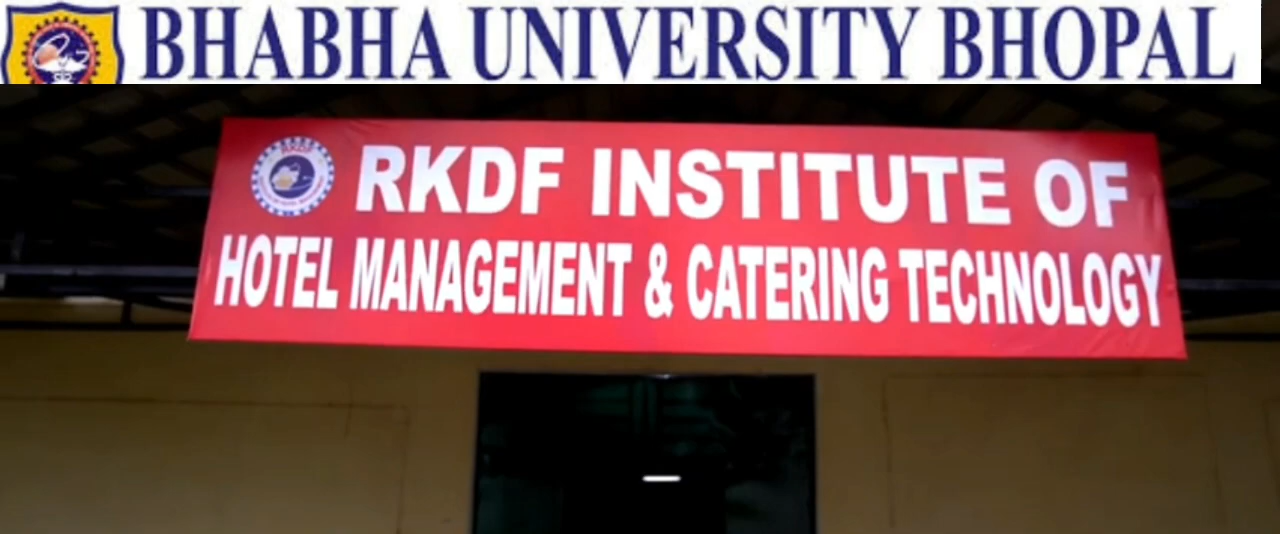 BHABHA UNIVERSITY BHOPAL
RKDF INSTITUTE OF
HOTEL MANAGEMENT & CATERING TECHNOLOGY